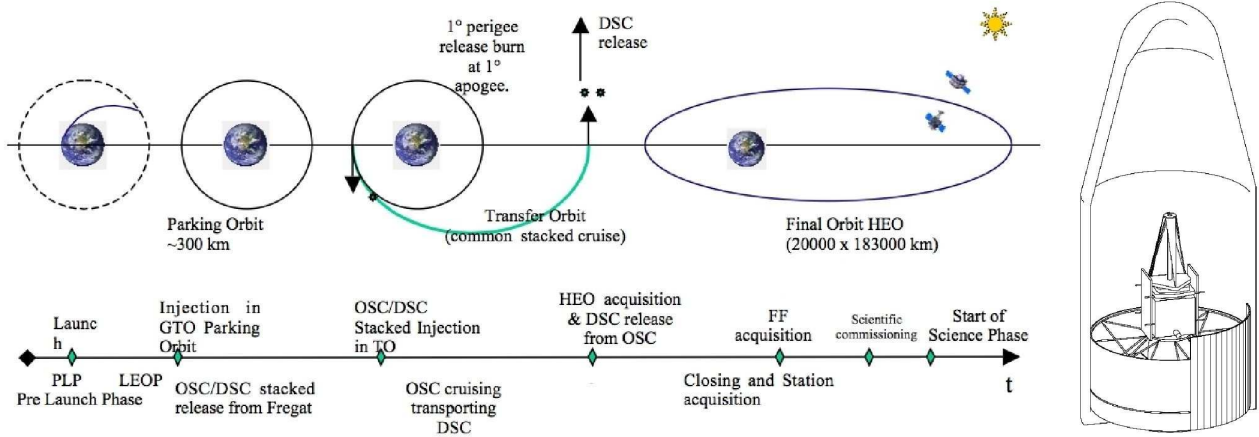 1° perigee
release burn
at 1°
apogee.
DSC
release
Parking Orbit
~300 km
Transfer Orbit
(common stacked cruise)
Final Orbit HEO
(20000 x 183000 km)
Launc
h
Injection in
GTO Parking
Orbit
OSC/DSC
Stacked Injection
in TO
HEO acquisition
& DSC release
from OSC
FF
acquisition
Scientific
commissioning
Start of
Science Phase
PLP
LEOP
Pre Launch Phase
OSC/DSC stacked
release from Fregat
OSC cruising
transporting
DSC
Closing and Station
acquisition
t